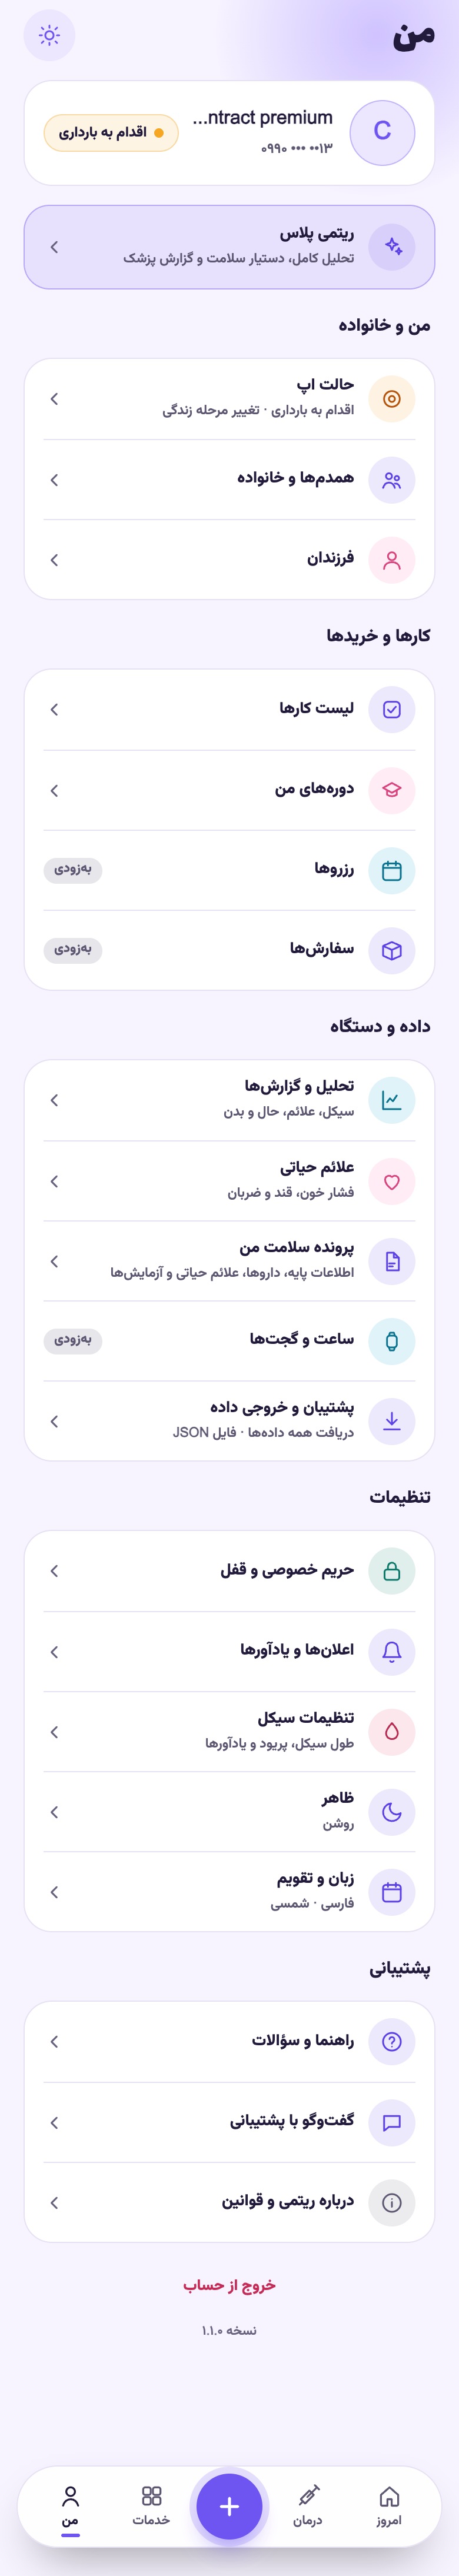 من
C
...ntract premium
۰۹۹۰ ••• ••۱۳
اقدام به بارداری
ریتمی پلاس
تحلیل کامل، دستیار سلامت و گزارش پزشک
من و خانواده
حالت اپ
اقدام به بارداری · تغییر مرحله زندگی
همدم‌ها و خانواده
فرزندان
کارها و خریدها
لیست کارها
دوره‌های من
رزروها
به‌زودی
سفارش‌ها
به‌زودی
داده و دستگاه
تحلیل و گزارش‌ها
سیکل، علائم، حال و بدن
علائم حیاتی
فشار خون، قند و ضربان
پرونده سلامت من
اطلاعات پایه، داروها، علائم حیاتی و آزمایش‌ها
ساعت و گجت‌ها
به‌زودی
پشتیبان و خروجی داده
دریافت همه داده‌ها · فایل JSON
تنظیمات
حریم خصوصی و قفل
اعلان‌ها و یادآورها
تنظیمات سیکل
طول سیکل، پریود و یادآورها
ظاهر
روشن
زبان و تقویم
فارسی · شمسی
پشتیبانی
راهنما و سؤالات
گفت‌وگو با پشتیبانی
درباره ریتمی و قوانین
خروج از حساب
نسخه ۱.۱.۰
امروز
درمان
خدمات
من